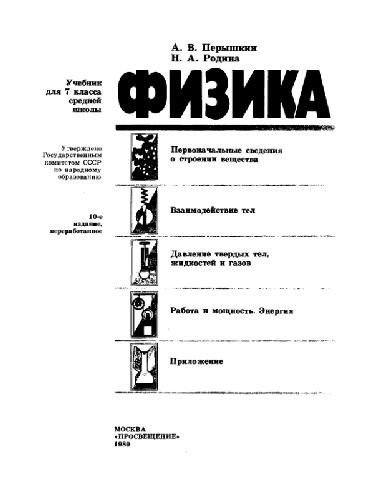 А. В. Перышкин
Н. А. Родина
Учебник
для 7 класса
средней
школы
ФИЗИКА
Утверждено
Государственным
комитетом СССР
по народному
образованию
10-е
издание,
переработанное
Первоначальные сведения
о строении вещества
Взаимодействие тел
Давление твердых тел,
жидкостей и газов
Работа и мощность. Энергия
Приложение
МОСКВА
«ПРОСВЕЩЕНИЕ»
1989